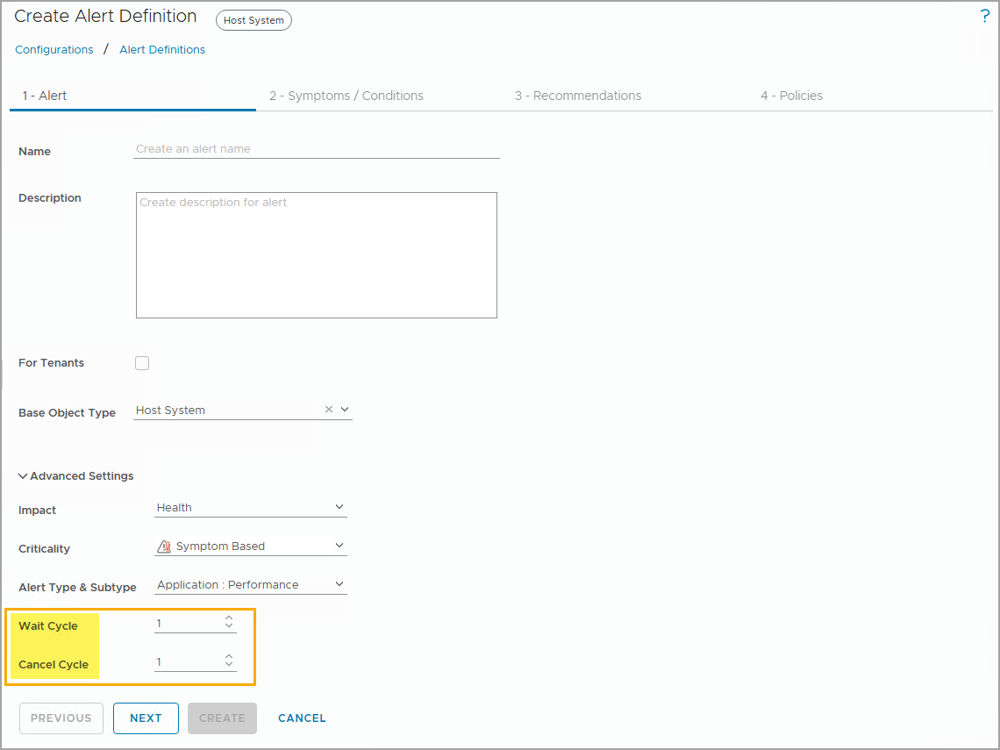 Create Alert Definition Host System ?
Configurations / Alert Definitions
1 - Alert 2 - Symptoms / Conditions 3 - Recommendations 4 - Policies
Name Create an alert name
Description Create description for alert
For Tenants
Base Object Type Host System
Advanced Settings
Impact Health
Criticality Symptom Based
Alert Type & Subtype Application : Performance
Wait Cycle 1
Cancel Cycle 1
PREVIOUS NEXT CREATE CANCEL